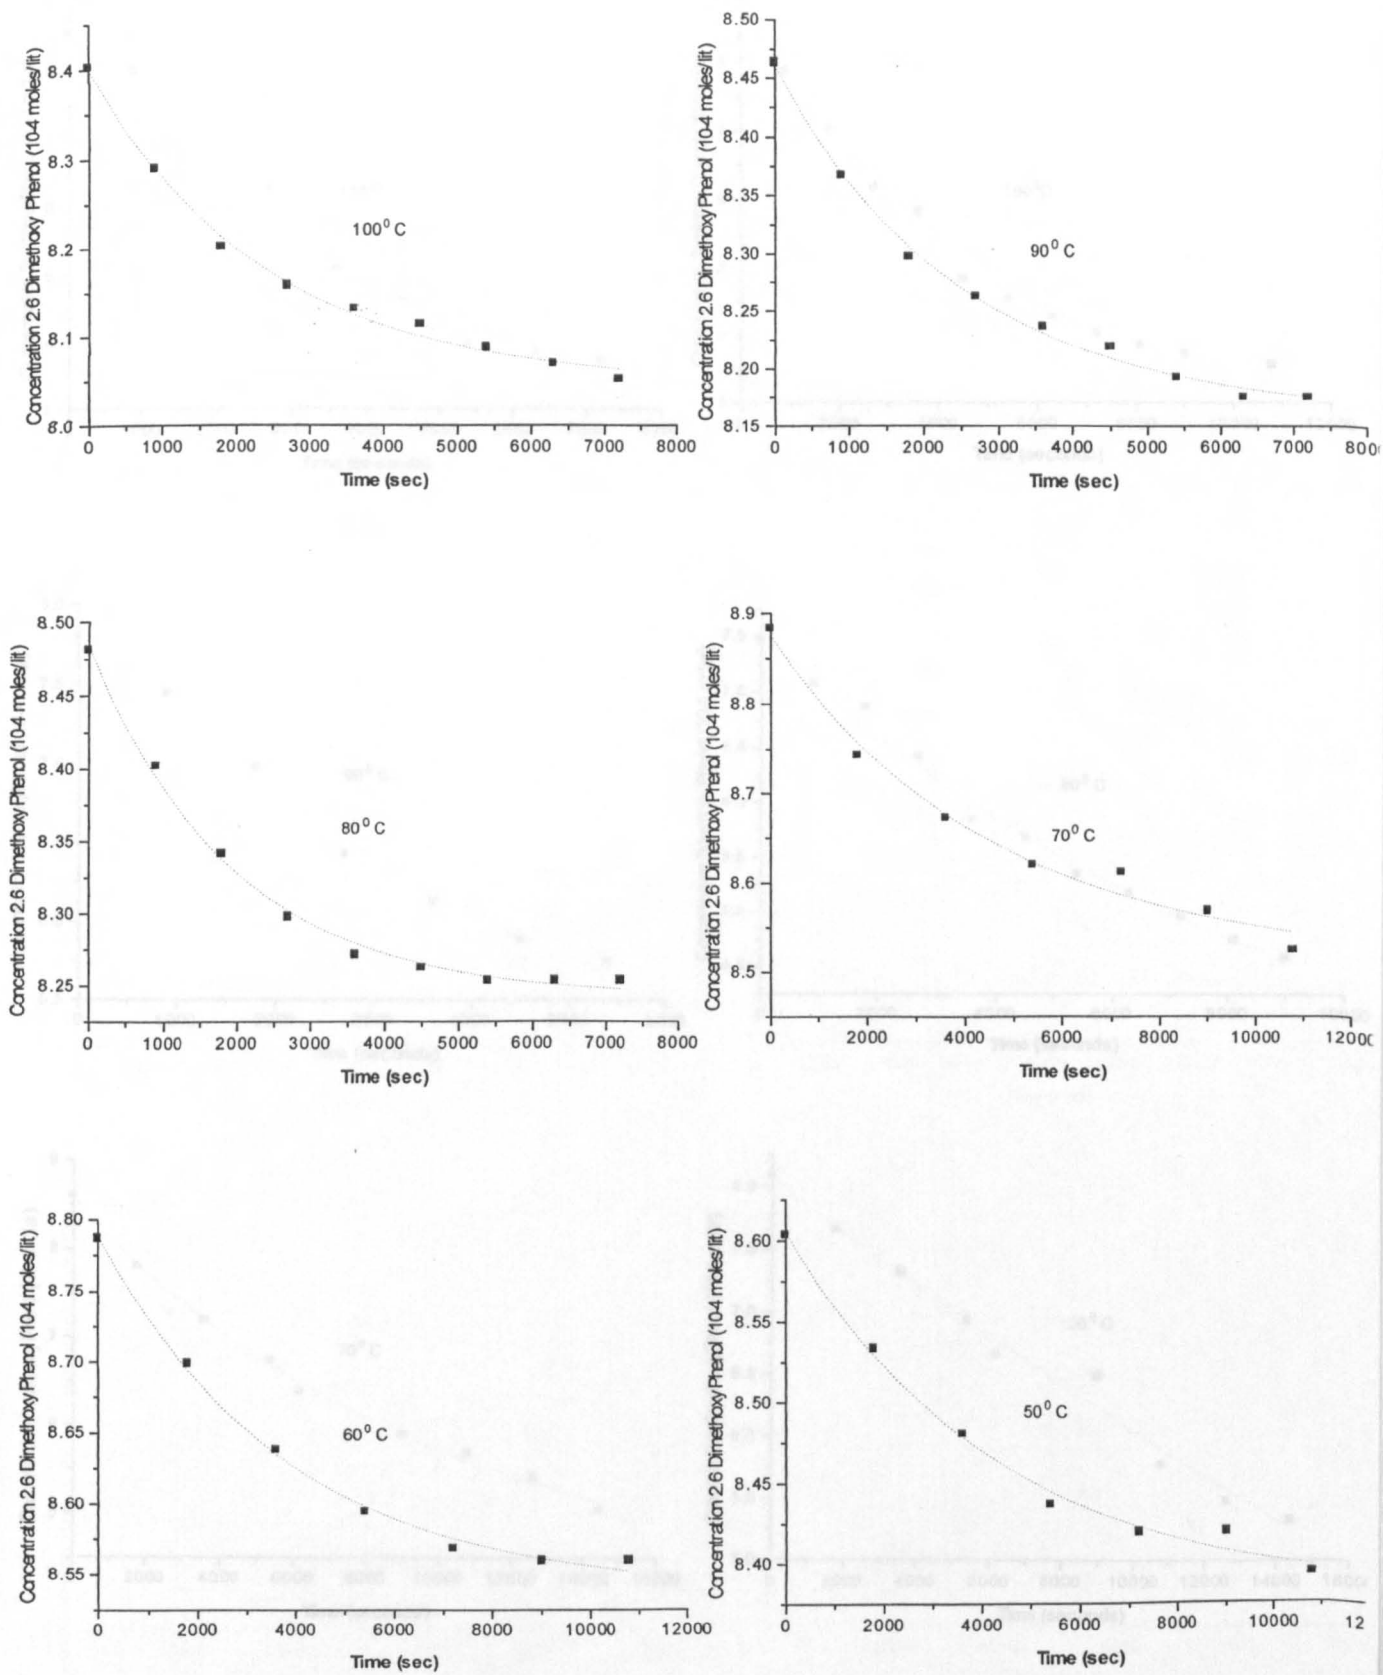 Concentration 2.6 Dimethoxy Phenol (10-4 moles/lit)
8.4
8.3
8.2
8.1
8.0
100⁰ C
0 1000 2000 3000 4000 5000 6000 7000 8000
Time (sec)
Concentration 2.6 Dimethoxy Phenol (10-4 moles/lit)
8.50
8.45
8.40
8.35
8.30
8.25
8.20
8.15
90⁰ C
0 1000 2000 3000 4000 5000 6000 7000 800
Time (sec)
Concentration 2.6 Dimethoxy Phenol (10-4 moles/lit)
8.50
8.45
8.40
8.35
8.30
8.25
80⁰ C
0 1000 2000 3000 4000 5000 6000 7000 8000
Time (sec)
Concentration 2.6 Dimethoxy Phenol (10-4 moles/lit)
8.9
8.8
8.7
8.6
8.5
70⁰ C
0 2000 4000 6000 8000 10000 1200
Time (sec)
Concentration 2.6 Dimethoxy Phenol (10-4 moles/lit)
8.80
8.75
8.70
8.65
8.60
8.55
60⁰ C
0 2000 4000 6000 8000 10000 12000
Time (sec)
Concentration 2.6 Dimethoxy Phenol (10-4 moles/lit)
8.60
8.55
8.50
8.45
8.40
50⁰ C
0 2000 4000 6000 8000 10000 12
Time (sec)